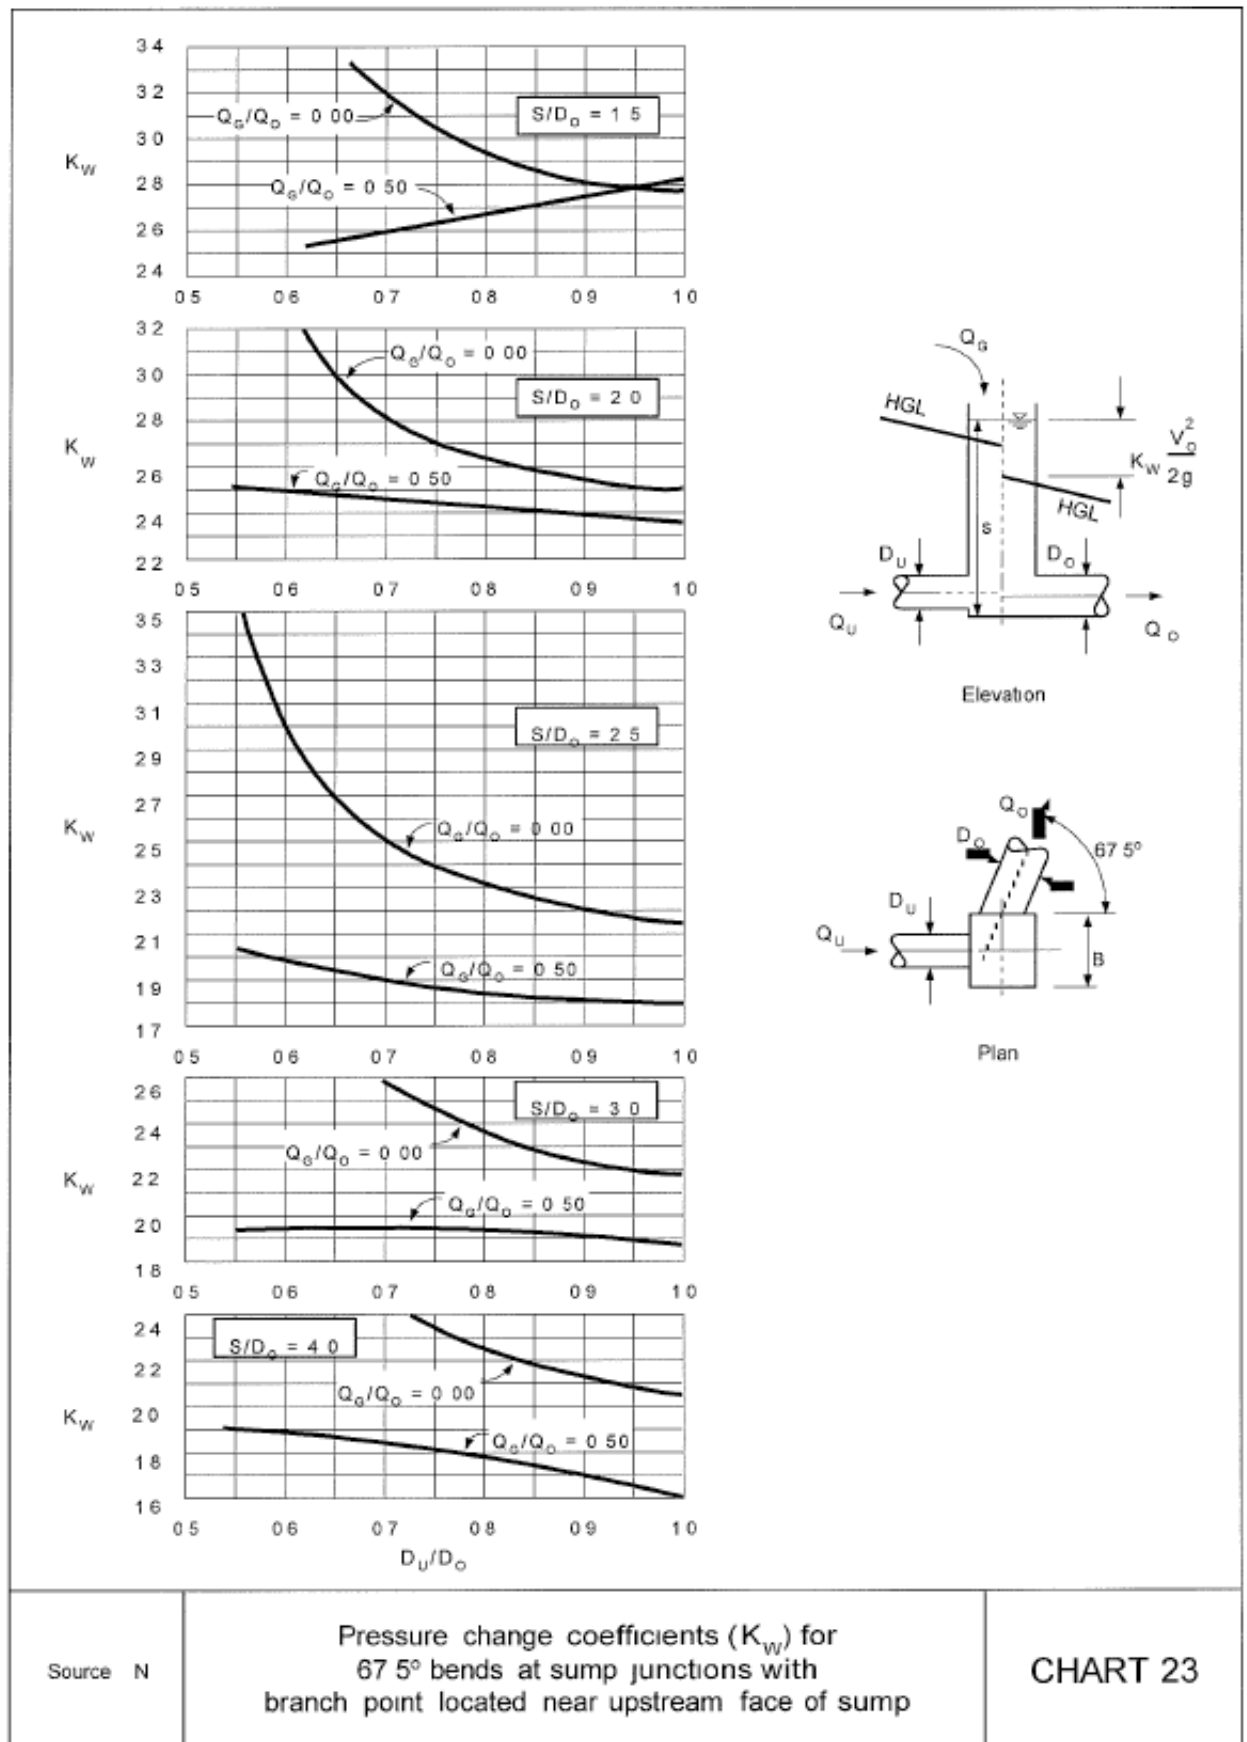 3 4
3 2
3 0
2 8
2 6
2 4
K_W
Q_G/Q_O = 0 00
S/D_O = 1 5
Q_G/Q_O = 0 50
0 5 0 6 0 7 0 8 0 9 1 0
3 2
3 0
2 8
2 6
2 4
2 2
K_W
Q_G/Q_O = 0 00
S/D_O = 2 0
Q_G/Q_O = 0 50
0 5 0 6 0 7 0 8 0 9 1 0
3 5
3 3
3 1
2 9
2 7
2 5
2 3
2 1
1 9
1 7
K_W
S/D_O = 2 5
Q_G/Q_O = 0 00
Q_G/Q_O = 0 50
0 5 0 6 0 7 0 8 0 9 1 0
2 6
2 4
2 2
2 0
1 8
K_W
S/D_O = 3 0
Q_G/Q_O = 0 00
Q_G/Q_O = 0 50
0 5 0 6 0 7 0 8 0 9 1 0
2 4
2 2
2 0
1 8
1 6
K_W
S/D_O = 4 0
Q_G/Q_O = 0 00
Q_G/Q_O = 0 50
0 5 0 6 0 7 0 8 0 9 1 0
D_U/D_O
Q_G
HGL
K_W V_o^2/2g
HGL
S
D_U
D_O
Q_U
Q_O
Elevation
Q_O
D_O
67 5º
D_U
Q_U
B
Plan
Source N
Pressure change coefficients (K_W) for
67 5º bends at sump junctions with
branch point located near upstream face of sump
CHART 23